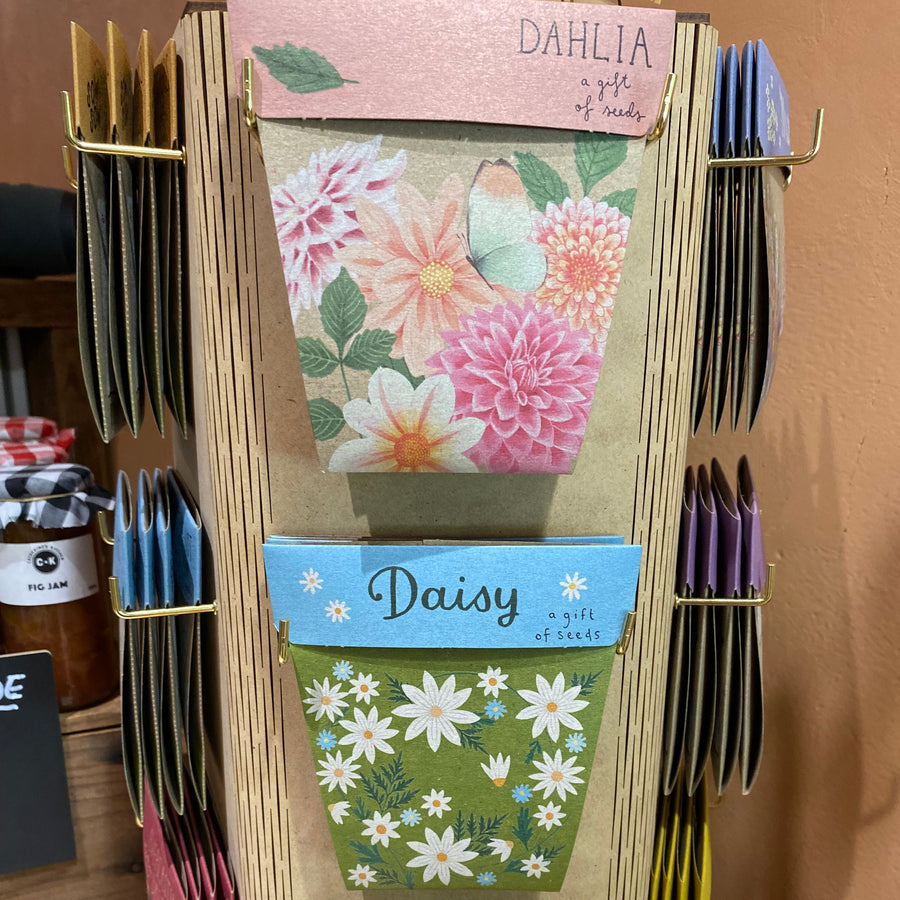 DAHLIA
a gift
of seeds
Daisy
a gift
of seeds
C•K
FIG JAM